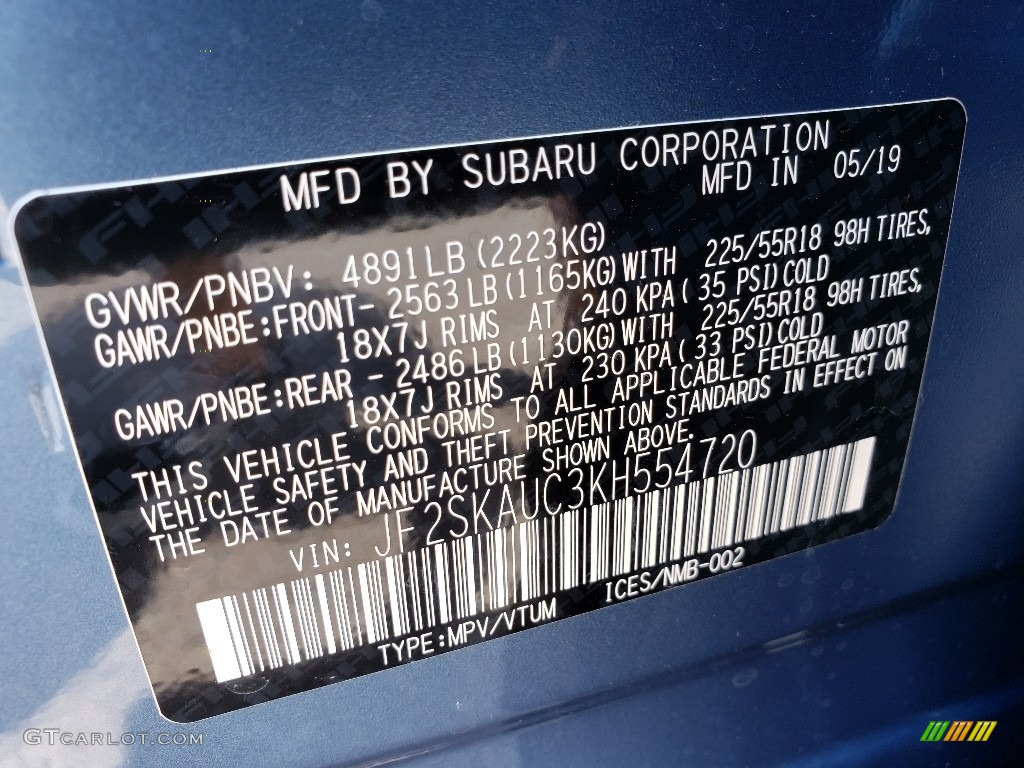 MFD BY SUBARU CORPORATION
MFD IN 05/19
GVWR/PNBV: 4891LB (2223KG)
GAWR/PNBE:FRONT- 2563 LB(1165KG)WITH 225/55R18 98H TIRES,
18X7J RIMS AT 240 KPA( 35 PSI)COLD
GAWR/PNBE:REAR - 2486 LB(1130KG)WITH 225/55R18 98H TIRES,
18X7J RIMS AT 230 KPA(33 PSI)COLD
THIS VEHICLE CONFORMS TO ALL APPLICABLE FEDERAL MOTOR
VEHICLE SAFETY AND THEFT PREVENTION STANDARDS IN EFFECT ON
THE DATE OF MANUFACTURE SHOWN ABOVE.
VIN: JF2SKAUC3KH554720
TYPE:MPV/VTUM ICES/NMB-002
GTCARLOT.COM